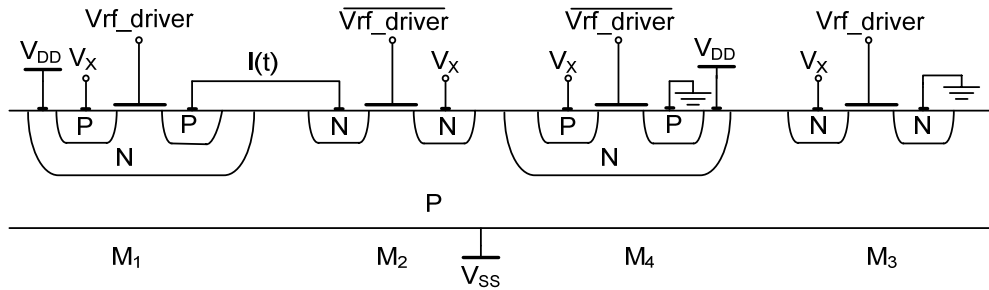 Vrf_driver Vrf_driver Vrf_driver Vrf_driver
V_DD V_X I(t) V_X V_X V_DD V_X
P P N N P P N N
N N
P
M₁ M₂ M₄ M₃
V_SS